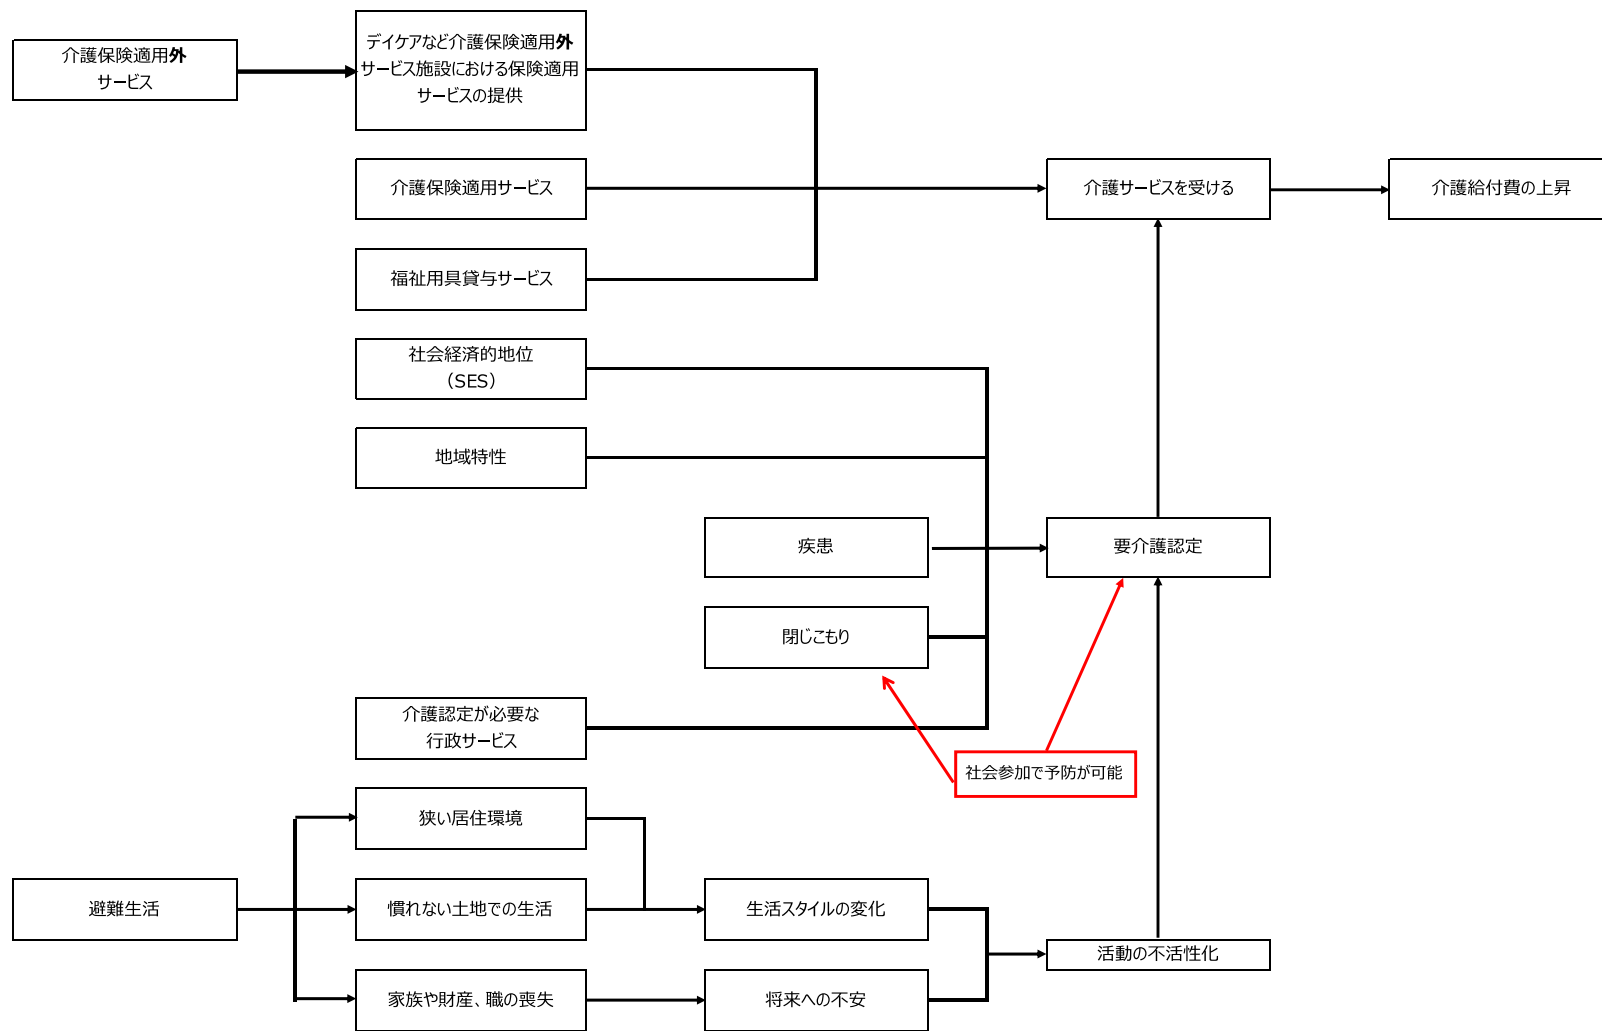 介護保険適用外
サービス
デイケアなど介護保険適用外
サービス施設における保険適用
サービスの提供
介護保険適用サービス
介護サービスを受ける
介護給付費の上昇
福祉用具貸与サービス
社会経済的地位
（SES）
地域特性
疾患
要介護認定
閉じこもり
介護認定が必要な
行政サービス
社会参加で予防が可能
狭い居住環境
避難生活
慣れない土地での生活
生活スタイルの変化
活動の不活性化
家族や財産、職の喪失
将来への不安